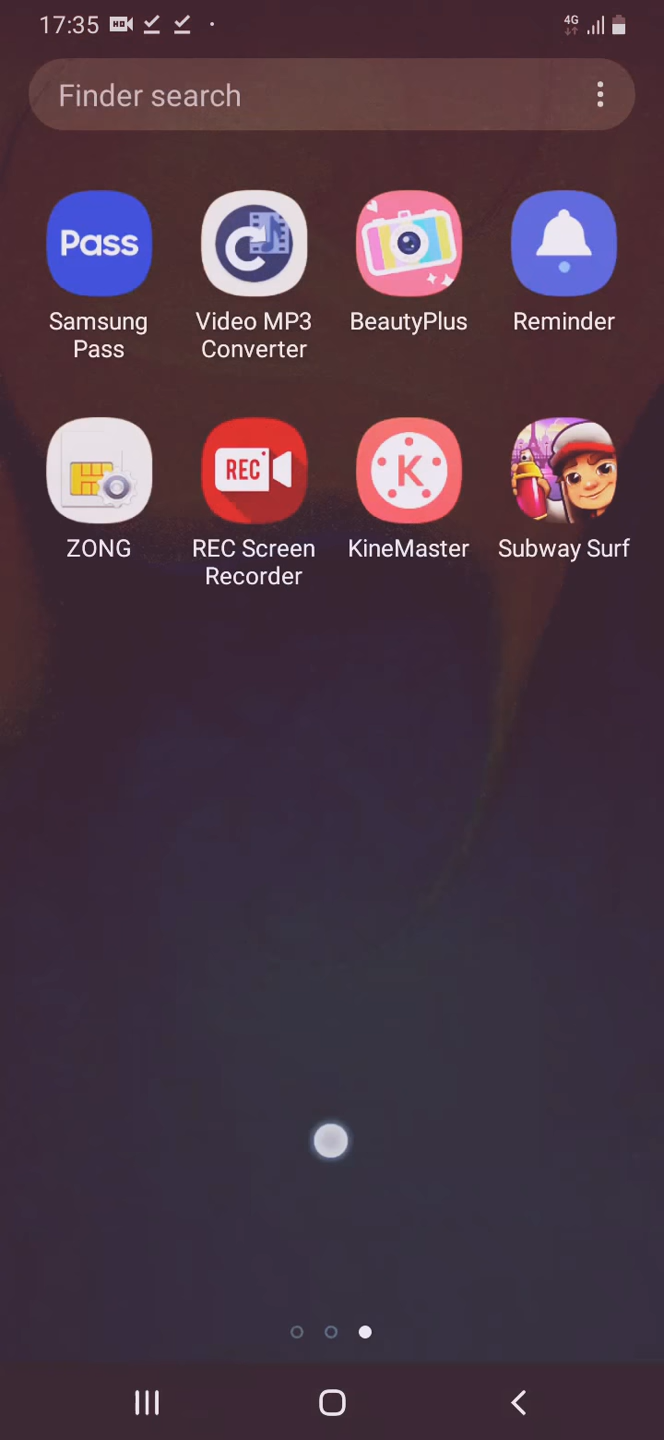 17:35 HD 4G
Finder search
Pass
Samsung
Pass
Video MP3
Converter
BeautyPlus
Reminder
REC
K
ZONG
REC Screen
Recorder
KineMaster
Subway Surf